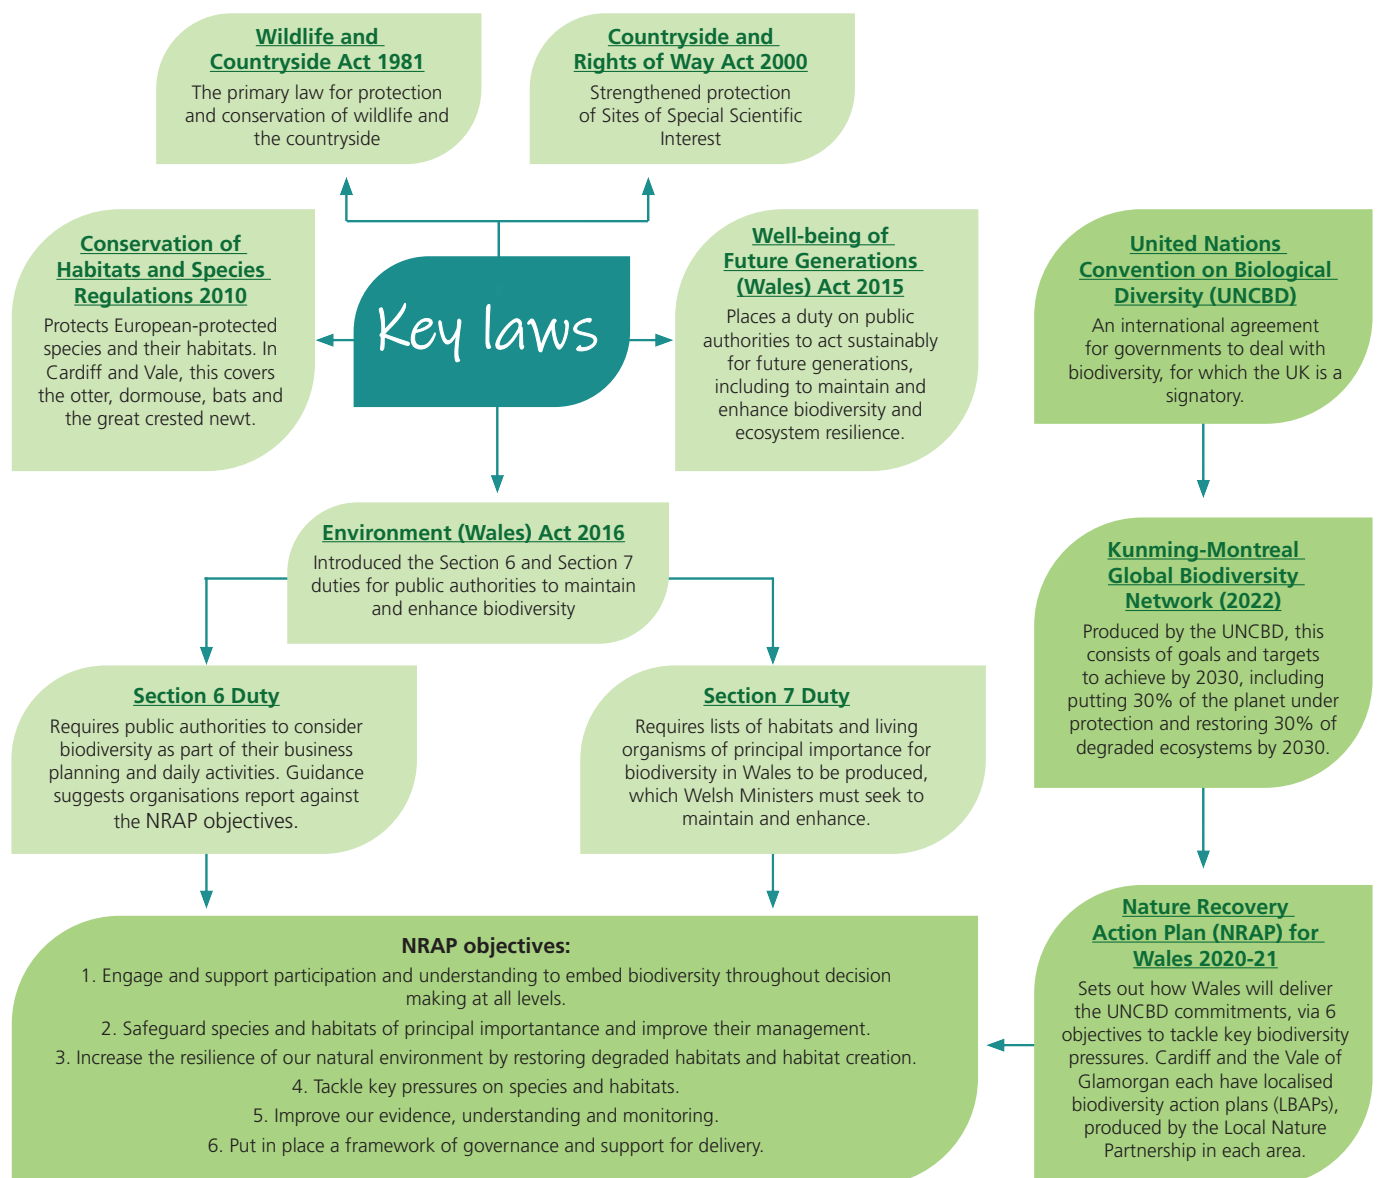 Wildlife and
Countryside Act 1981
The primary law for protection
and conservation of wildlife and
the countryside
Countryside and
Rights of Way Act 2000
Strengthened protection
of Sites of Special Scientific
Interest
Conservation of
Habitats and Species
Regulations 2010
Protects European-protected
species and their habitats. In
Cardiff and Vale, this covers
the otter, dormouse, bats and
the great crested newt.
Key laws
Well-being of
Future Generations
(Wales) Act 2015
Places a duty on public
authorities to act sustainably
for future generations,
including to maintain and
enhance biodiversity and
ecosystem resilience.
United Nations
Convention on Biological
Diversity (UNCBD)
An international agreement
for governments to deal with
biodiversity, for which the UK is a
signatory.
Environment (Wales) Act 2016
Introduced the Section 6 and Section 7
duties for public authorities to maintain
and enhance biodiversity
Kunming-Montreal
Global Biodiversity
Network (2022)
Produced by the UNCBD, this
consists of goals and targets
to achieve by 2030, including
putting 30% of the planet under
protection and restoring 30% of
degraded ecosystems by 2030.
Section 6 Duty
Requires public authorities to consider
biodiversity as part of their business
planning and daily activities. Guidance
suggests organisations report against
the NRAP objectives.
Section 7 Duty
Requires lists of habitats and living
organisms of principal importance for
biodiversity in Wales to be produced,
which Welsh Ministers must seek to
maintain and enhance.
NRAP objectives:
1. Engage and support participation and understanding to embed biodiversity throughout decision
making at all levels.
2. Safeguard species and habitats of principal importantance and improve their management.
3. Increase the resilience of our natural environment by restoring degraded habitats and habitat creation.
4. Tackle key pressures on species and habitats.
5. Improve our evidence, understanding and monitoring.
6. Put in place a framework of governance and support for delivery.
Nature Recovery
Action Plan (NRAP) for
Wales 2020-21
Sets out how Wales will deliver
the UNCBD commitments, via 6
objectives to tackle key biodiversity
pressures. Cardiff and the Vale of
Glamorgan each have localised
biodiversity action plans (LBAPs),
produced by the Local Nature
Partnership in each area.